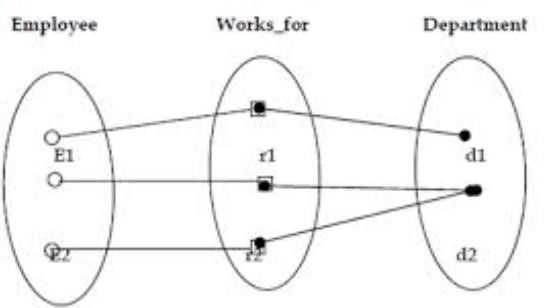 Employee Works_for Department
E1 r1 d1
E2 r2 d2